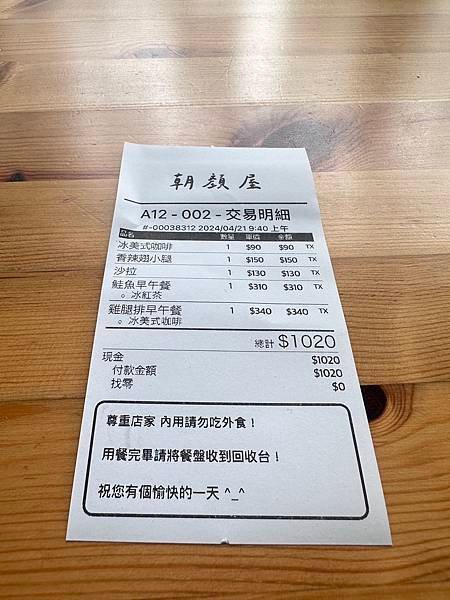 朝顏屋
A12 - 002 - 交易明細
#-00038312 2024/04/21 9:40 上午
品名 數量 單價 金額
冰美式咖啡 1 $90 $90 TX
香辣翅小腿 1 $150 $150 TX
沙拉 1 $130 $130 TX
鮭魚早午餐 1 $310 $310 TX
。冰紅茶
雞腿排早午餐 1 $340 $340 TX
。冰美式咖啡
總計 $1020
現金 $1020
付款金額 $1020
找零 $0
尊重店家 內用請勿吃外食！
用餐完畢請將餐盤收到回收台！
祝您有個愉快的一天 ^_^